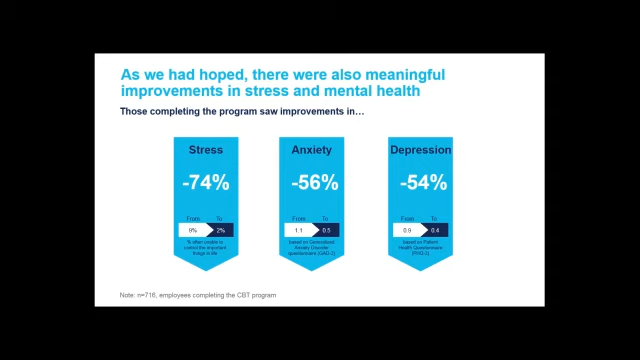 As we had hoped, there were also meaningful
improvements in stress and mental health
Those completing the program saw improvements in…
Stress
-74%
From To
9% 2%
% often unable to
control the important
things in life
Anxiety
-56%
From To
1.1 0.5
based on Generalized
Anxiety Disorder
questionnaire (GAD-2)
Depression
-54%
From To
0.9 0.4
based on Patient
Health Questionnaire
(PHQ-2)
Note: n=716, employees completing the CBT program